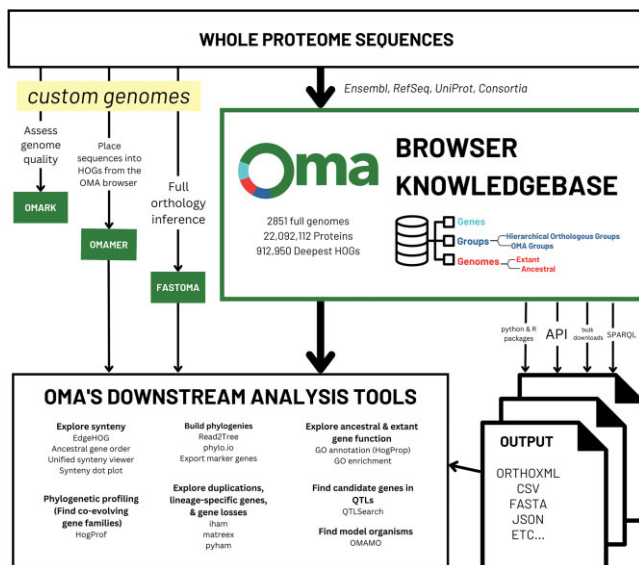 WHOLE PROTEOME SEQUENCES
custom genomes
Ensembl, RefSeq, UniProt, Consortia
Assess
genome
quality
OMARK
Place
sequences into
HOGs from the
OMA browser
OMAMER
Full
orthology
inference
FASTOMA
Oma
BROWSER
KNOWLEDGEBASE
2851 full genomes
22,092,112 Proteins
912,950 Deepest HOGs
Genes
Groups
Hierarchical Orthologous Groups
OMA Groups
Genomes
Extant
Ancestral
python & R
packages
API
bulk
downloads
SPARQL
OMA'S DOWNSTREAM ANALYSIS TOOLS
Explore synteny
EdgeHOG
Ancestral gene order
Unified synteny viewer
Synteny dot plot
Phylogenetic profiling
(Find co-evolving
gene families)
HogProf
Build phylogenies
Read2Tree
phylo.io
Export marker genes
Explore duplications,
lineage-specific genes,
& gene losses
iham
matreex
pyham
Explore ancestral & extant
gene function
GO annotation (HogProp)
GO enrichment
Find candidate genes in
QTLs
QTLSearch
Find model organisms
OMAMO
OUTPUT
ORTHOXML
CSV
FASTA
JSON
ETC...